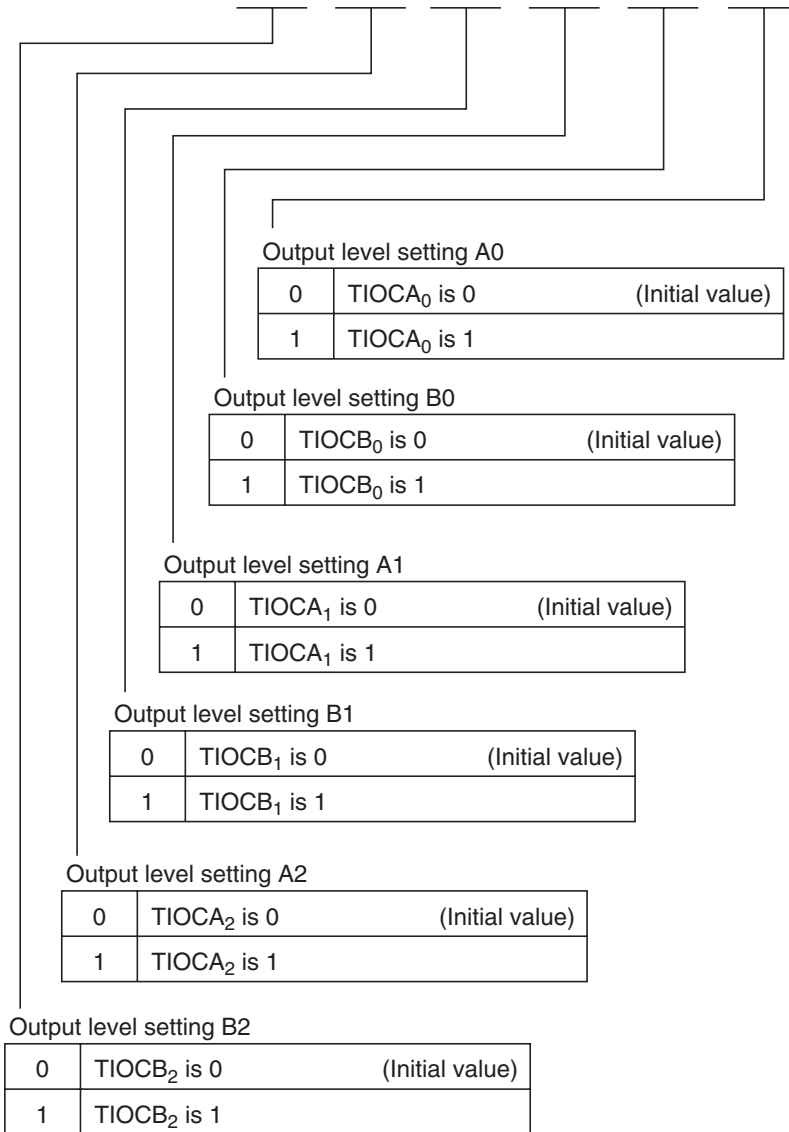 Output level setting A0
0 TIOCA₀ is 0 (Initial value)
1 TIOCA₀ is 1
Output level setting B0
0 TIOCB₀ is 0 (Initial value)
1 TIOCB₀ is 1
Output level setting A1
0 TIOCA₁ is 0 (Initial value)
1 TIOCA₁ is 1
Output level setting B1
0 TIOCB₁ is 0 (Initial value)
1 TIOCB₁ is 1
Output level setting A2
0 TIOCA₂ is 0 (Initial value)
1 TIOCA₂ is 1
Output level setting B2
0 TIOCB₂ is 0 (Initial value)
1 TIOCB₂ is 1